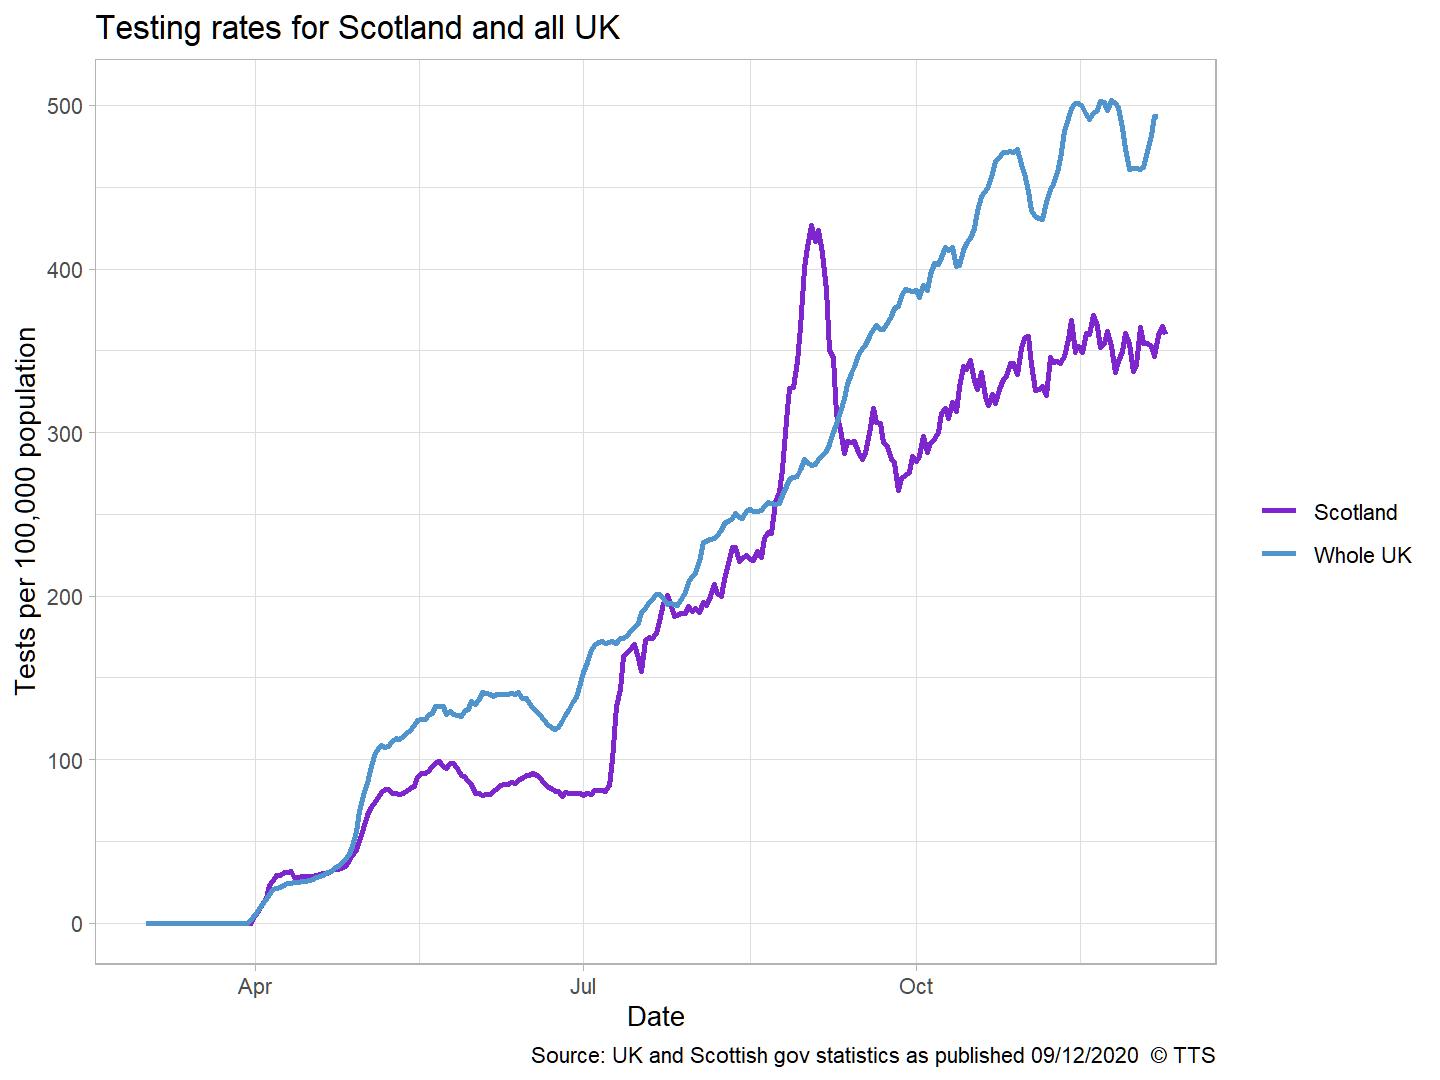 Testing rates for Scotland and all UK
Tests per 100,000 population
500
400
300
200
100
0
Apr
Jul
Oct
Date
Scotland
Whole UK
Source: UK and Scottish gov statistics as published 09/12/2020 © TTS